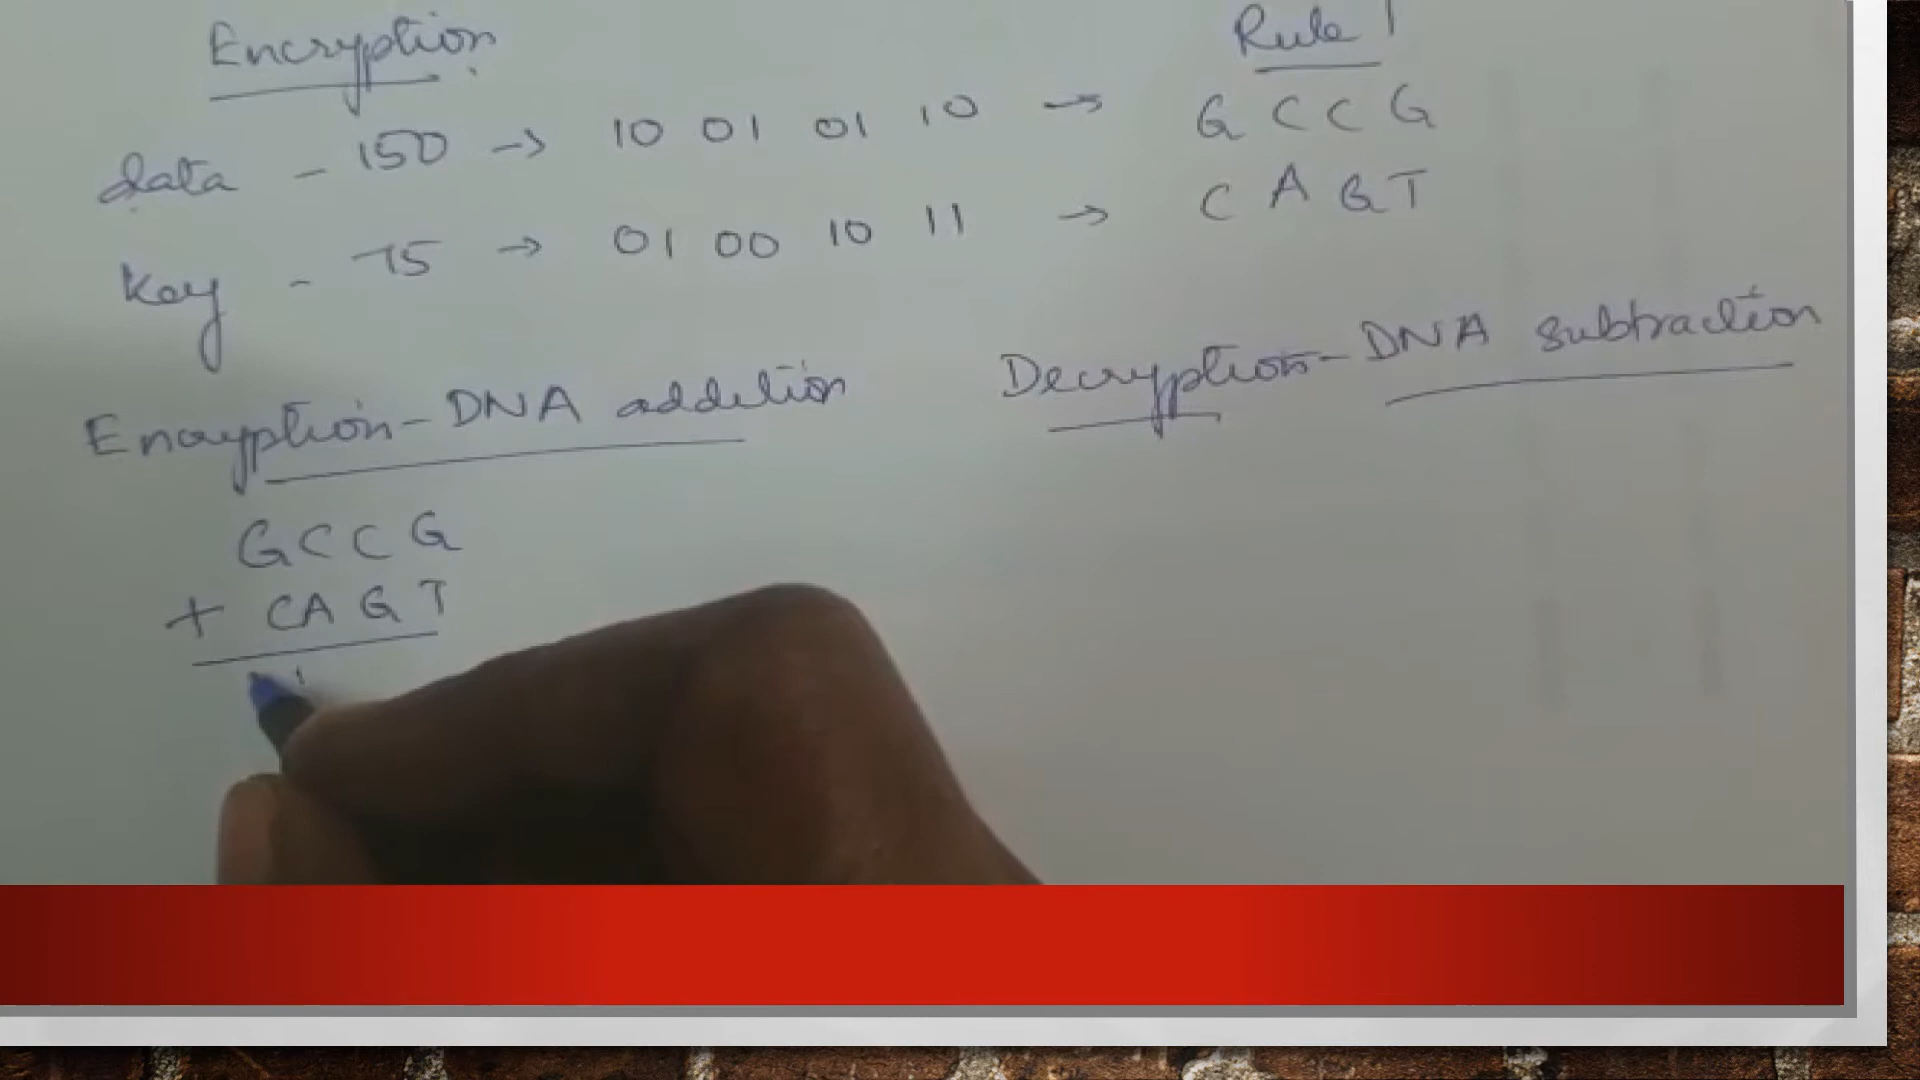 Encryption
Rule 1
data - 150 → 10 01 01 10 → G C C G
Key - 75 → 01 00 10 11 → C A G T
Encryption - DNA addition
Decryption - DNA subtraction
G C C G
+ C A G T